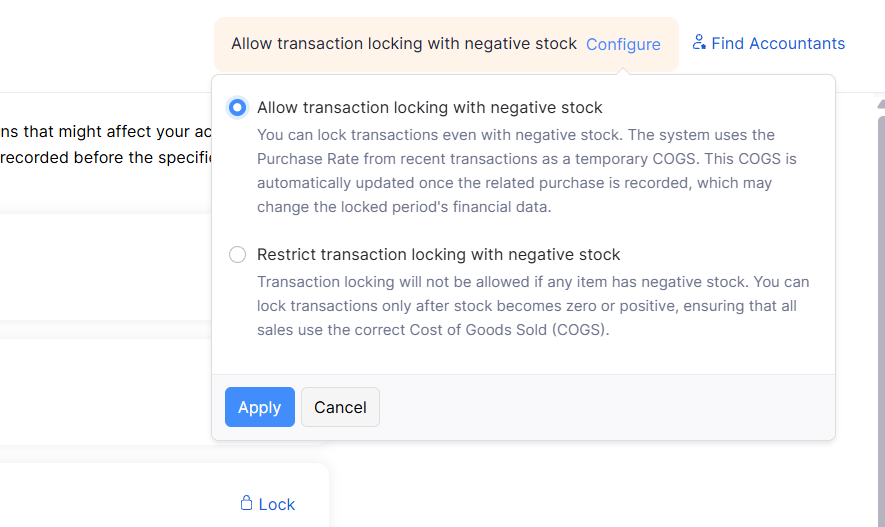 Allow transaction locking with negative stock Configure Find Accountants
ns that might affect your ac
recorded before the specifi
Allow transaction locking with negative stock
You can lock transactions even with negative stock. The system uses the
Purchase Rate from recent transactions as a temporary COGS. This COGS is
automatically updated once the related purchase is recorded, which may
change the locked period's financial data.
Restrict transaction locking with negative stock
Transaction locking will not be allowed if any item has negative stock. You can
lock transactions only after stock becomes zero or positive, ensuring that all
sales use the correct Cost of Goods Sold (COGS).
Apply Cancel
Lock